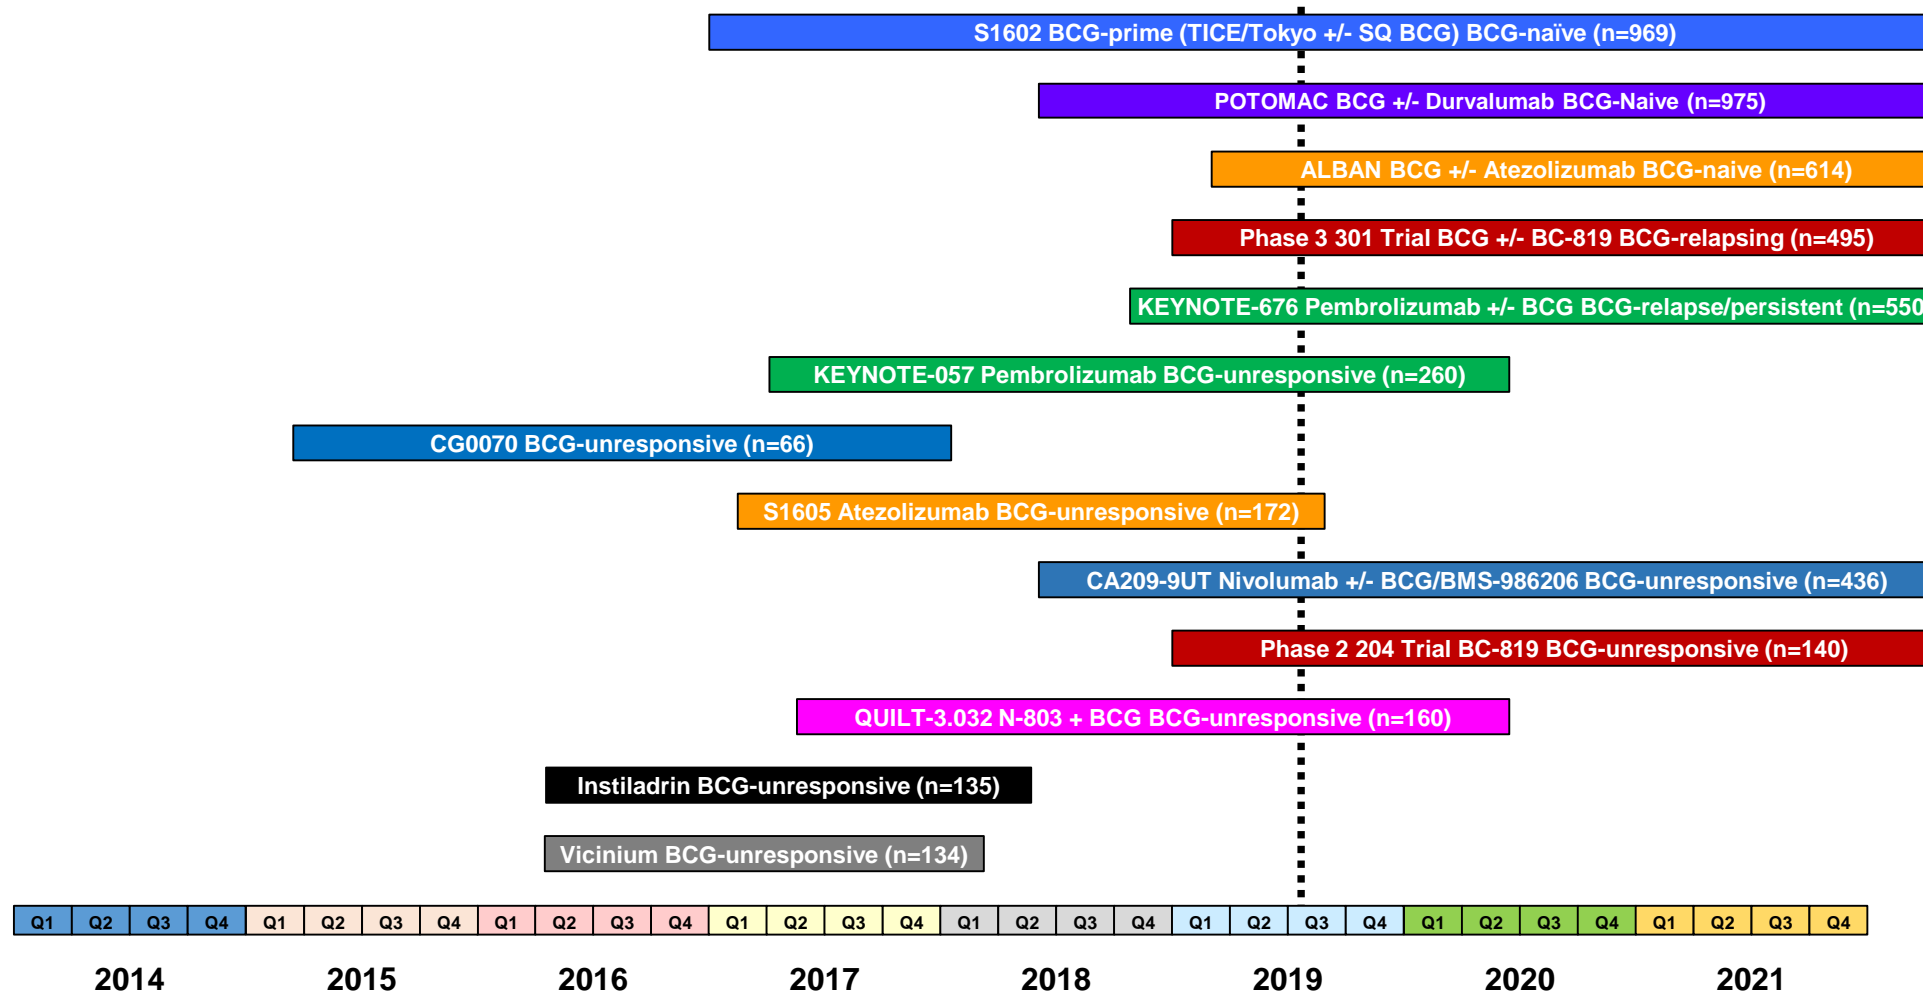 S1602 BCG-prime (TICE/Tokyo +/- SQ BCG) BCG-naïve (n=969)
POTOMAC BCG +/- Durvalumab BCG-Naive (n=975)
ALBAN BCG +/- Atezolizumab BCG-naive (n=614)
Phase 3 301 Trial BCG +/- BC-819 BCG-relapsing (n=495)
KEYNOTE-676 Pembrolizumab +/- BCG BCG-relapse/persistent (n=550
KEYNOTE-057 Pembrolizumab BCG-unresponsive (n=260)
CG0070 BCG-unresponsive (n=66)
S1605 Atezolizumab BCG-unresponsive (n=172)
CA209-9UT Nivolumab +/- BCG/BMS-986206 BCG-unresponsive (n=436)
Phase 2 204 Trial BC-819 BCG-unresponsive (n=140)
QUILT-3.032 N-803 + BCG BCG-unresponsive (n=160)
Instiladrin BCG-unresponsive (n=135)
Vicinium BCG-unresponsive (n=134)
Q1 Q2 Q3 Q4 Q1 Q2 Q3 Q4 Q1 Q2 Q3 Q4 Q1 Q2 Q3 Q4 Q1 Q2 Q3 Q4 Q1 Q2 Q3 Q4 Q1 Q2 Q3 Q4 Q1 Q2 Q3 Q4
2014 2015 2016 2017 2018 2019 2020 2021